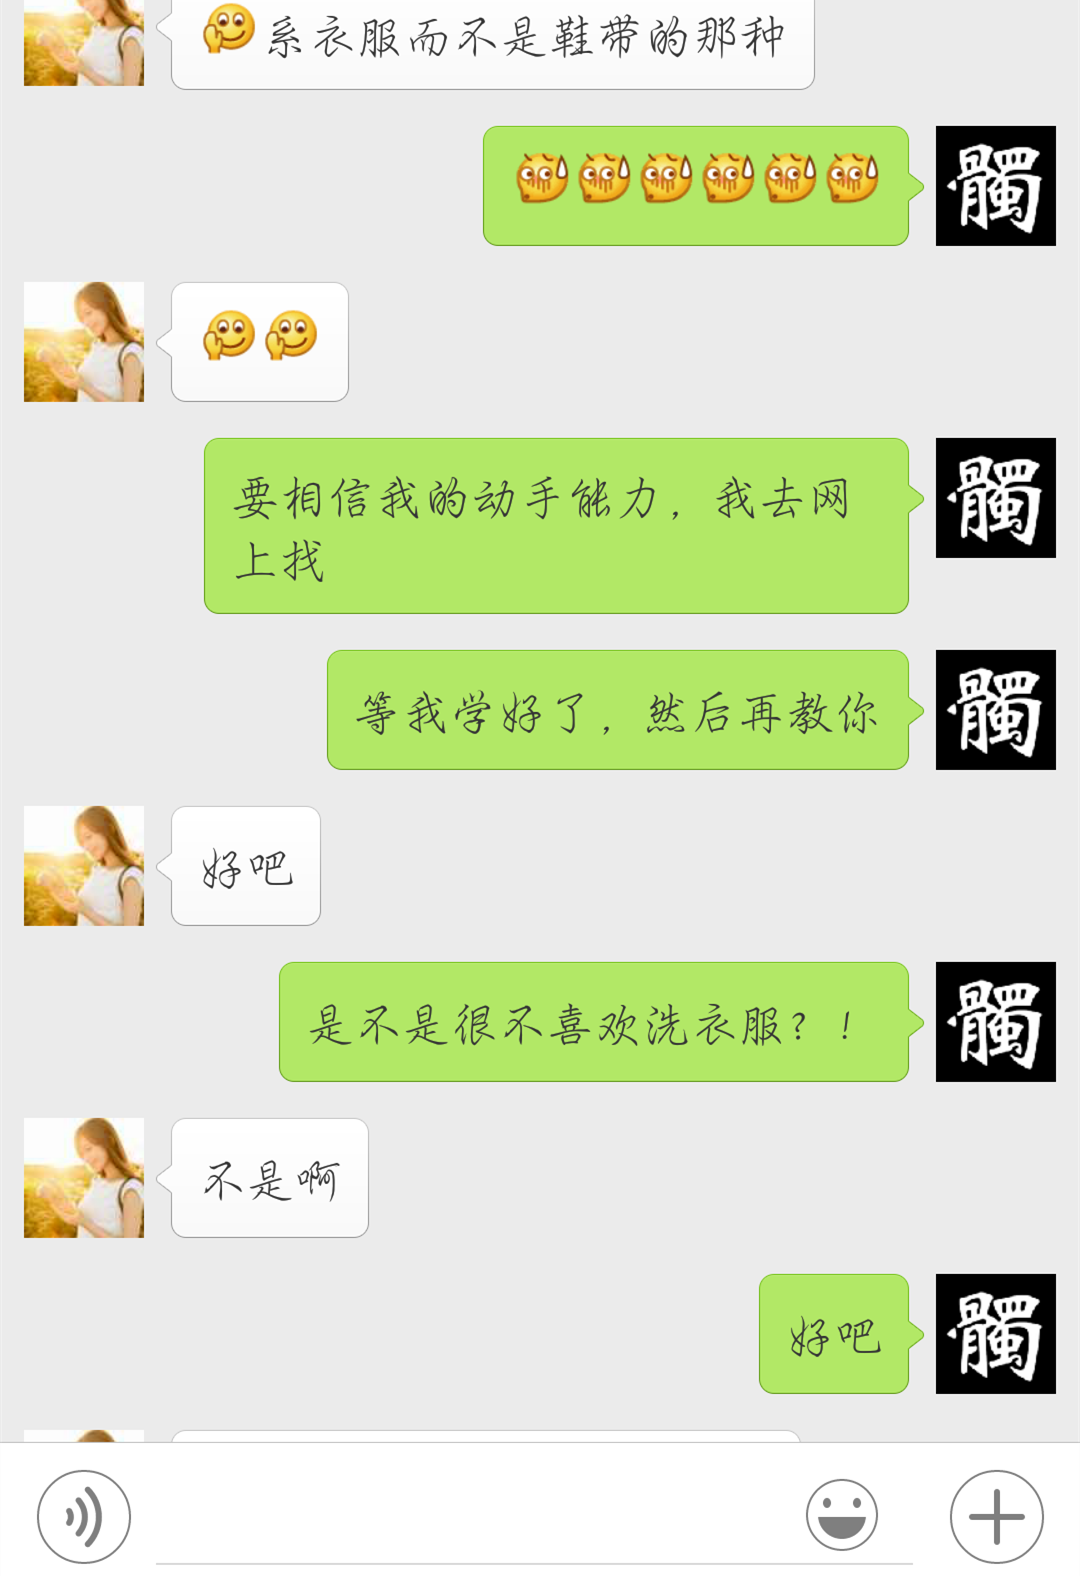 系衣服而不是鞋带的那种
髑
要相信我的动手能力，我去网
上找
髑
等我学好了，然后再教你
髑
好吧
是不是很不喜欢洗衣服？！
髑
不是啊
好吧
髑